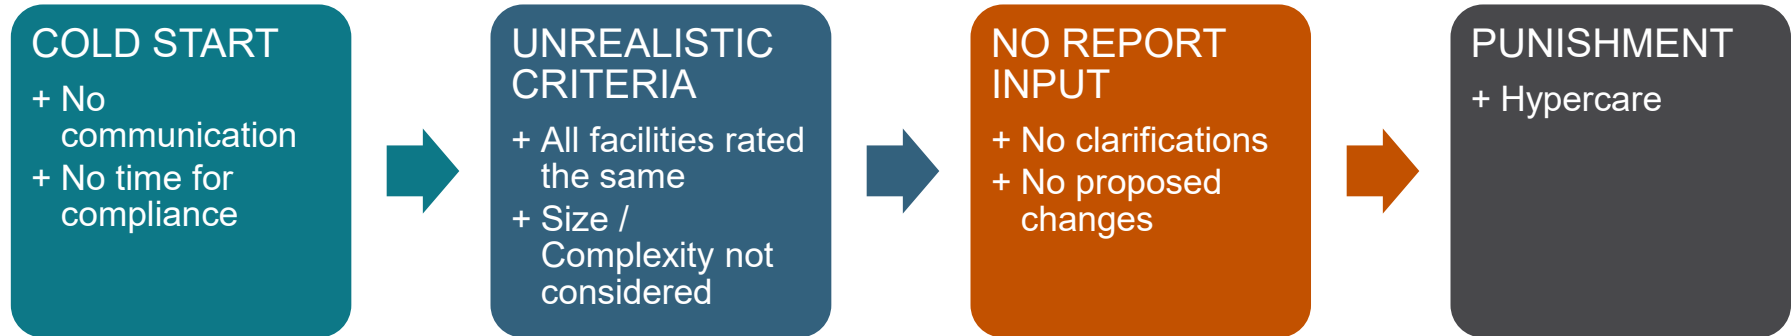 COLD START
+ No
communication
+ No time for
compliance
UNREALISTIC
CRITERIA
+ All facilities rated
the same
+ Size /
Complexity not
considered
NO REPORT
INPUT
+ No clarifications
+ No proposed
changes
PUNISHMENT
+ Hypercare